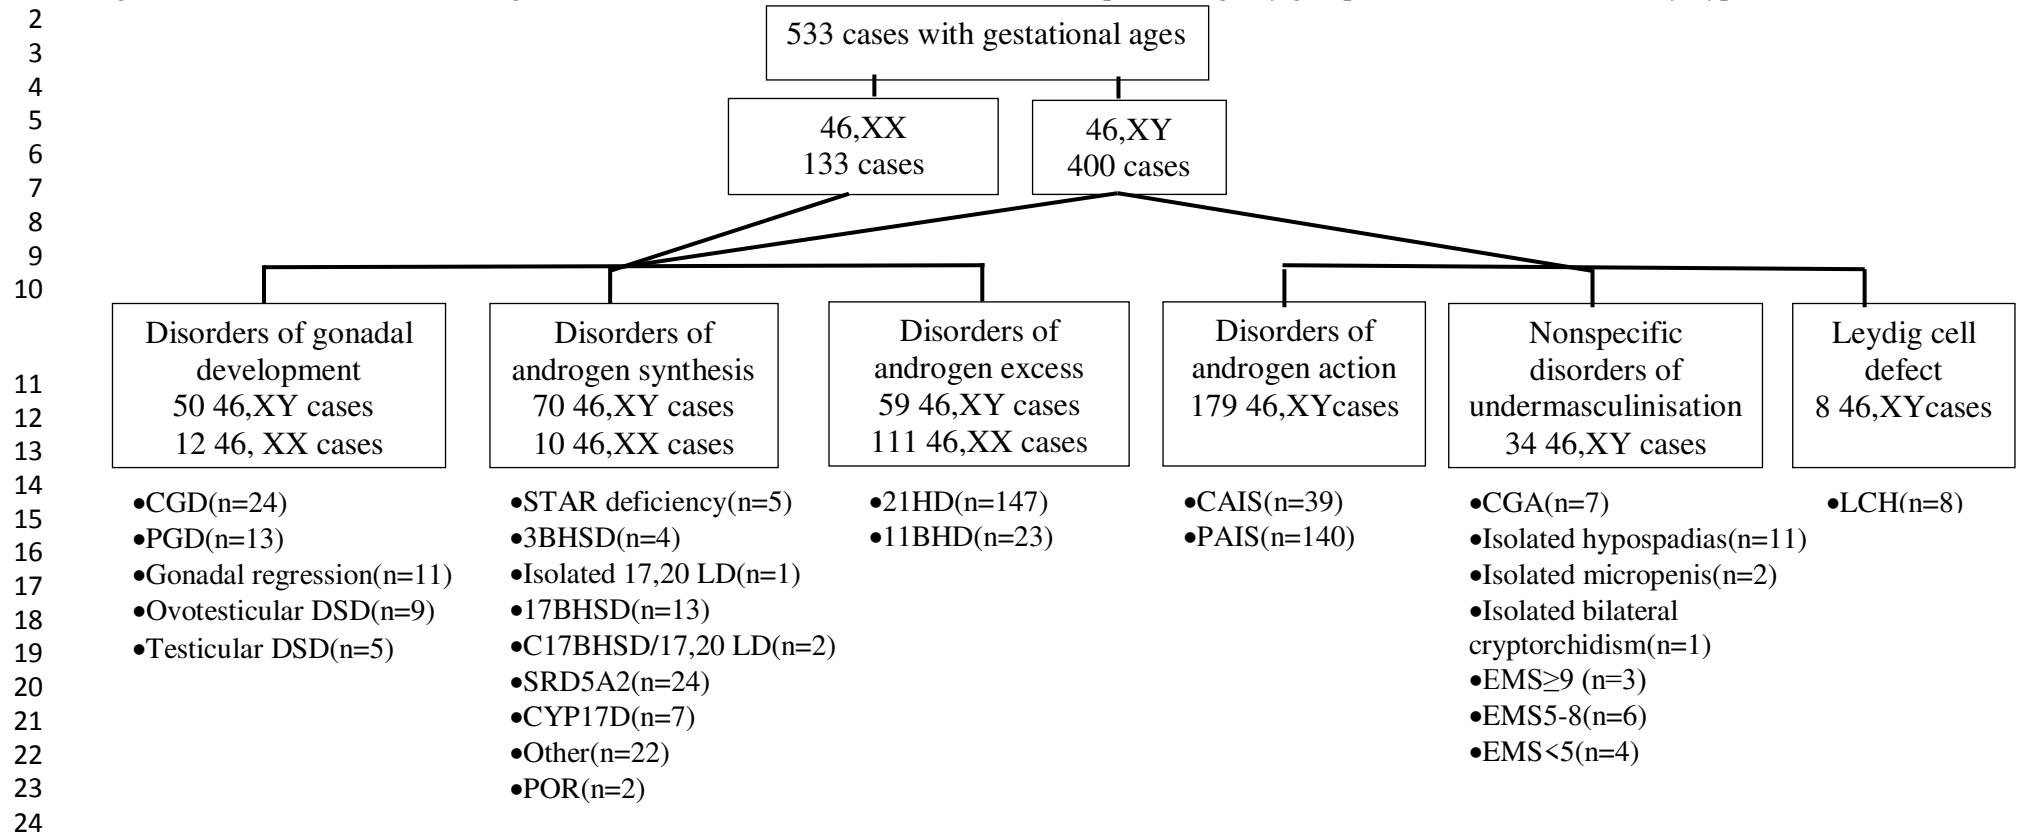 2
3
4
5
6
7
8
9
10
11
12
13
14
15
16
17
18
19
20
21
22
23
24
533 cases with gestational ages
46,XX
133 cases
46,XY
400 cases
Disorders of gonadal
development
50 46,XY cases
12 46, XX cases
Disorders of
androgen synthesis
70 46,XY cases
10 46,XX cases
Disorders of
androgen excess
59 46,XY cases
111 46,XX cases
Disorders of
androgen action
179 46,XYcases
Nonspecific
disorders of
undermasculinisation
34 46,XY cases
Leydig cell
defect
8 46,XYcases
•CGD(n=24)
•PGD(n=13)
•Gonadal regression(n=11)
•Ovotesticular DSD(n=9)
•Testicular DSD(n=5)
•STAR deficiency(n=5)
•3BHSD(n=4)
•Isolated 17,20 LD(n=1)
•17BHSD(n=13)
•C17BHSD/17,20 LD(n=2)
•SRD5A2(n=24)
•CYP17D(n=7)
•Other(n=22)
•POR(n=2)
•21HD(n=147)
•11BHD(n=23)
•CAIS(n=39)
•PAIS(n=140)
•CGA(n=7)
•Isolated hypospadias(n=11)
•Isolated micropenis(n=2)
•Isolated bilateral
cryptorchidism(n=1)
•EMS≥9 (n=3)
•EMS5-8(n=6)
•EMS<5(n=4)
•LCH(n=8)